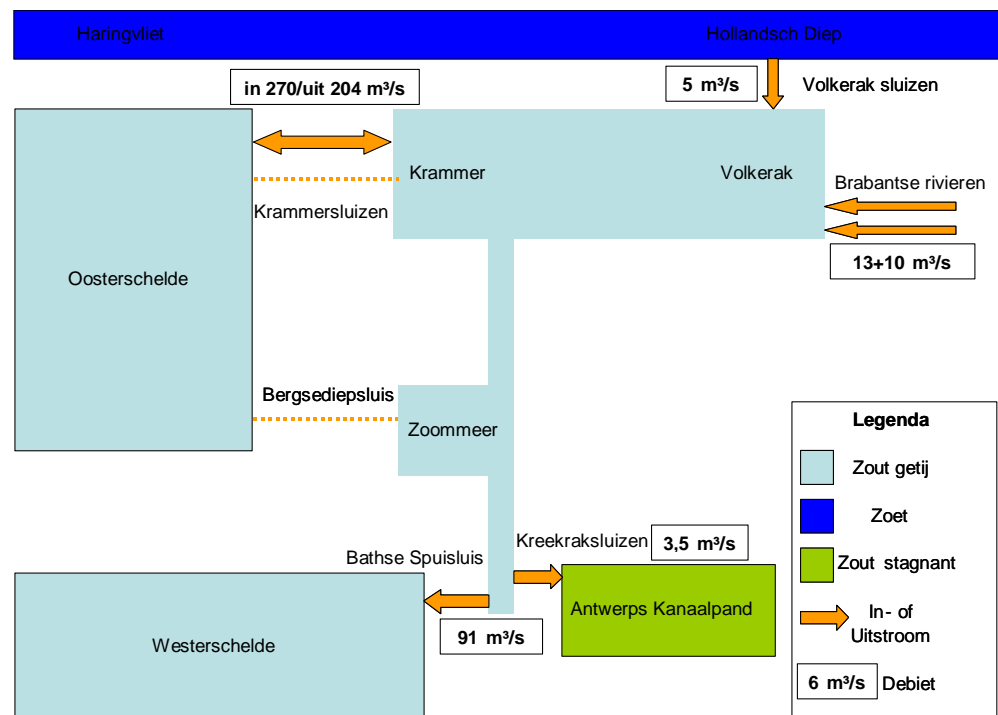 Haringvliet
Hollandsch Diep
in 270/uit 204 m³/s
5 m³/s
Volkerak sluizen
Krammer
Volkerak
Brabantse rivieren
Krammersluizen
13+10 m³/s
Oosterschelde
Bergsediepsluis
Zoommeer
Legenda
Zout getij
Zoet
Zout stagnant
In- of
Uitstroom
6 m³/s
Debiet
Kreekraksluizen
3,5 m³/s
Bathse Spuisluis
Antwerps Kanaalpand
91 m³/s
Westerschelde